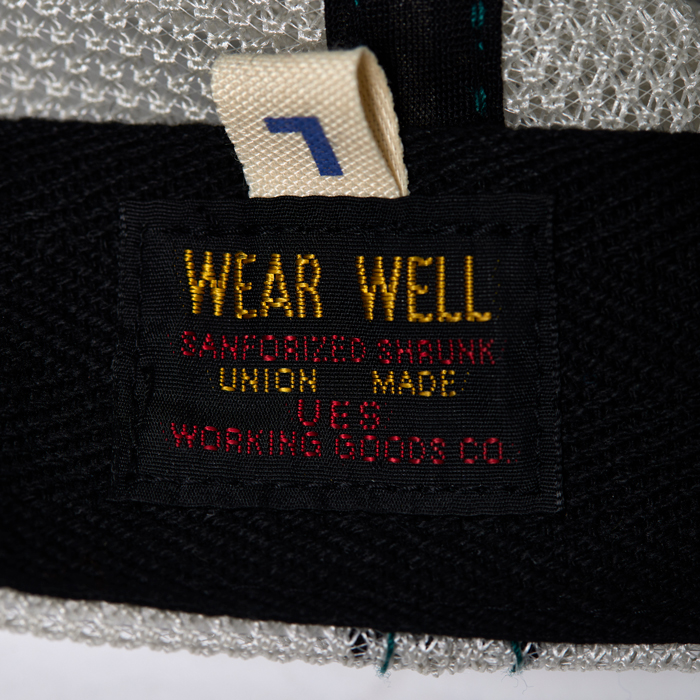 L
WEAR WELL
SANFORIZED SHRUNK
UNION MADE
UES
WORKING GOODS CO.